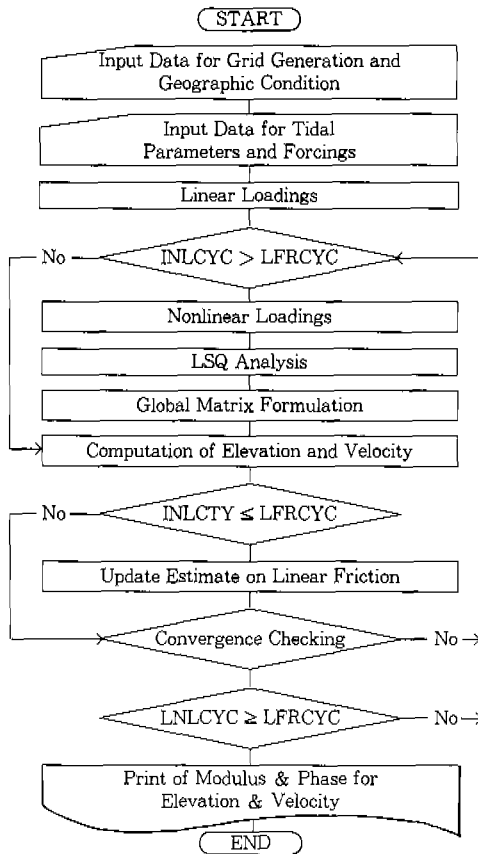 START
Input Data for Grid Generation and
Geographic Condition
Input Data for Tidal
Parameters and Forcings
Linear Loadings
No
INLCYC > LFRCYC
Nonlinear Loadings
LSQ Analysis
Global Matrix Formulation
Computation of Elevation and Velocity
No
INLCTY ≤ LFRCYC
Update Estimate on Linear Friction
Convergence Checking
No
LNLCYC ≥ LFRCYC
No
Print of Modulus & Phase for
Elevation & Velocity
END